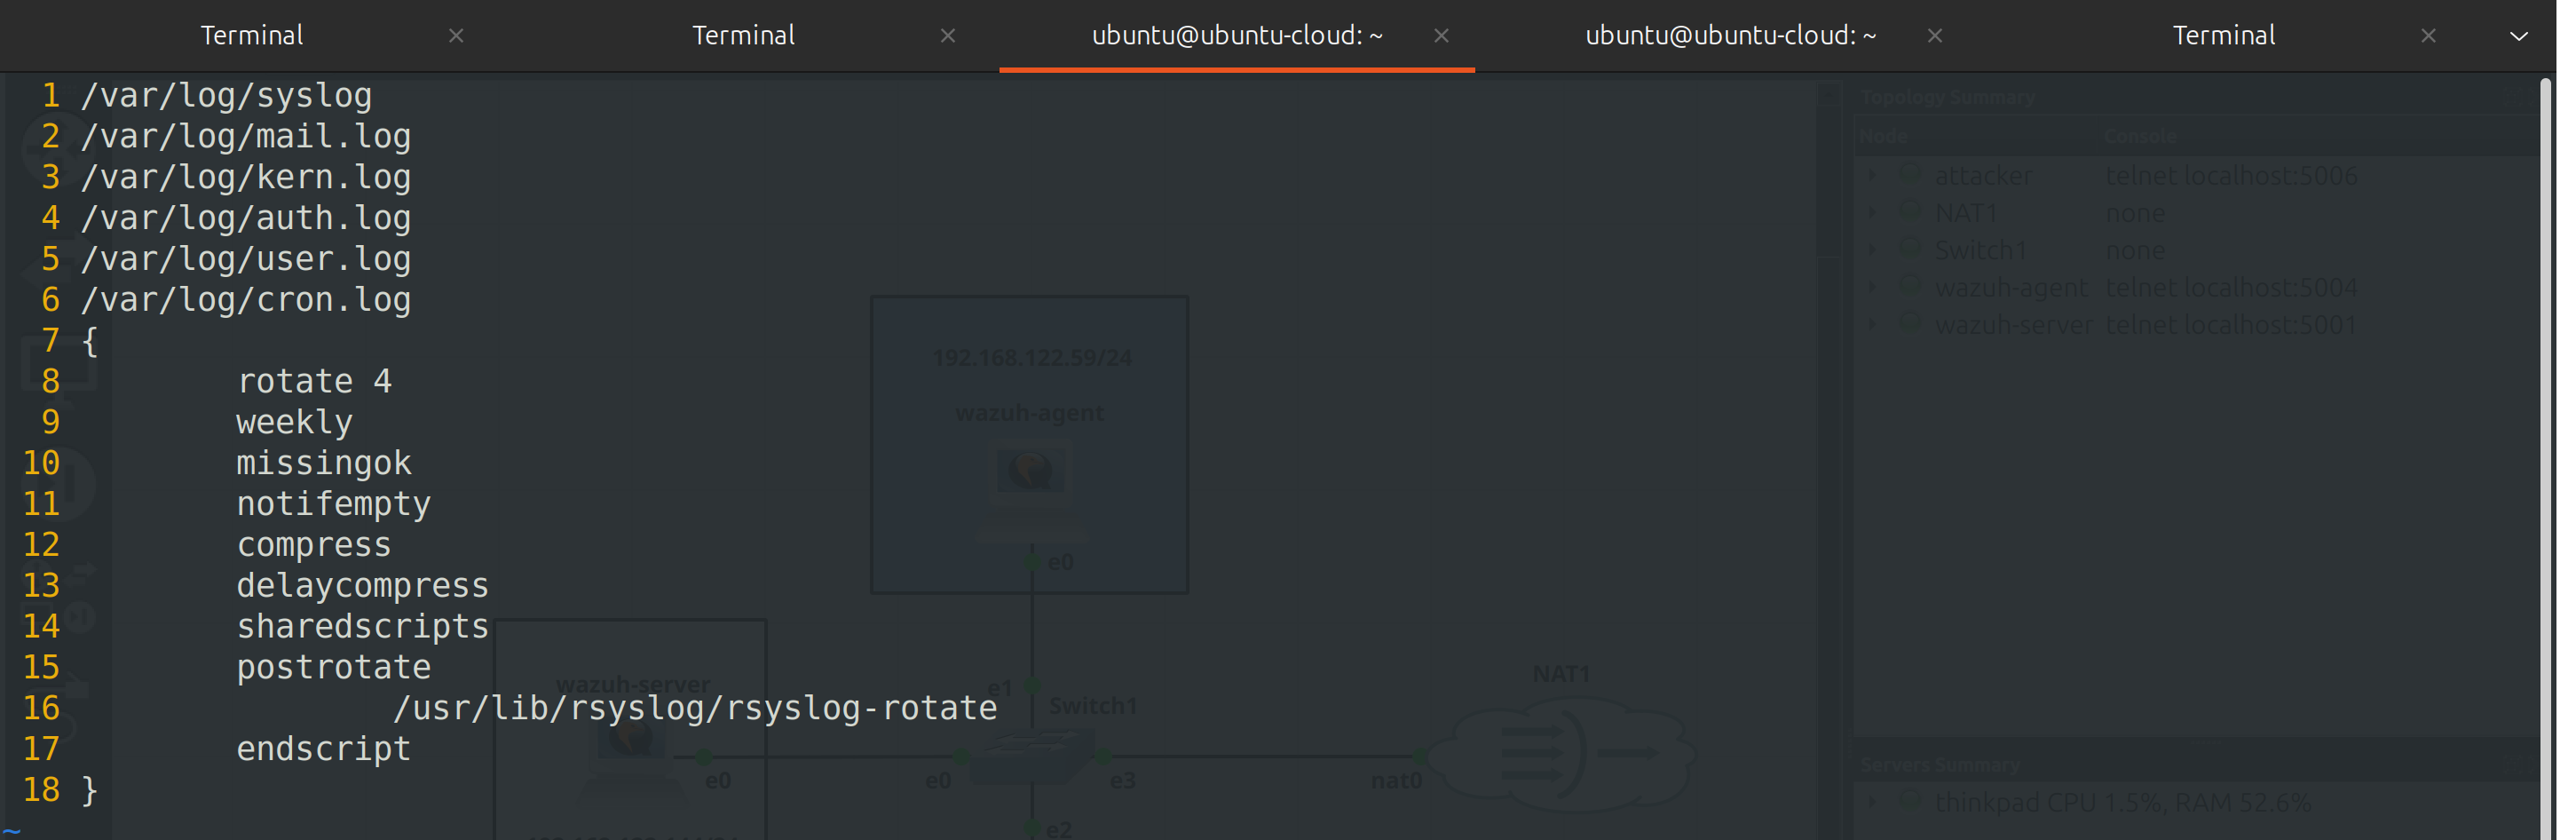 Terminal × Terminal × ubuntu@ubuntu-cloud: ~ × ubuntu@ubuntu-cloud: ~ × Terminal ×
1 /var/log/syslog
2 /var/log/mail.log
3 /var/log/kern.log
4 /var/log/auth.log
5 /var/log/user.log
6 /var/log/cron.log
7 {
8 rotate 4
9 weekly
10 missingok
11 notifempty
12 compress
13 delaycompress
14 sharedscripts
15 postrotate
16 /usr/lib/rsyslog/rsyslog-rotate
17 endscript
18 }
~
Topology Summary
Node Console
attacker telnet localhost:5006
NAT1 none
Switch1 none
wazuh-agent telnet localhost:5004
wazuh-server telnet localhost:5001
192.168.122.59/24
wazuh-agent
e0
wazuh-server
e1
Switch1
NAT1
e0
e0
e3
nat0
e2
Servers Summary
thinkpad CPU 1.5%, RAM 52.6%